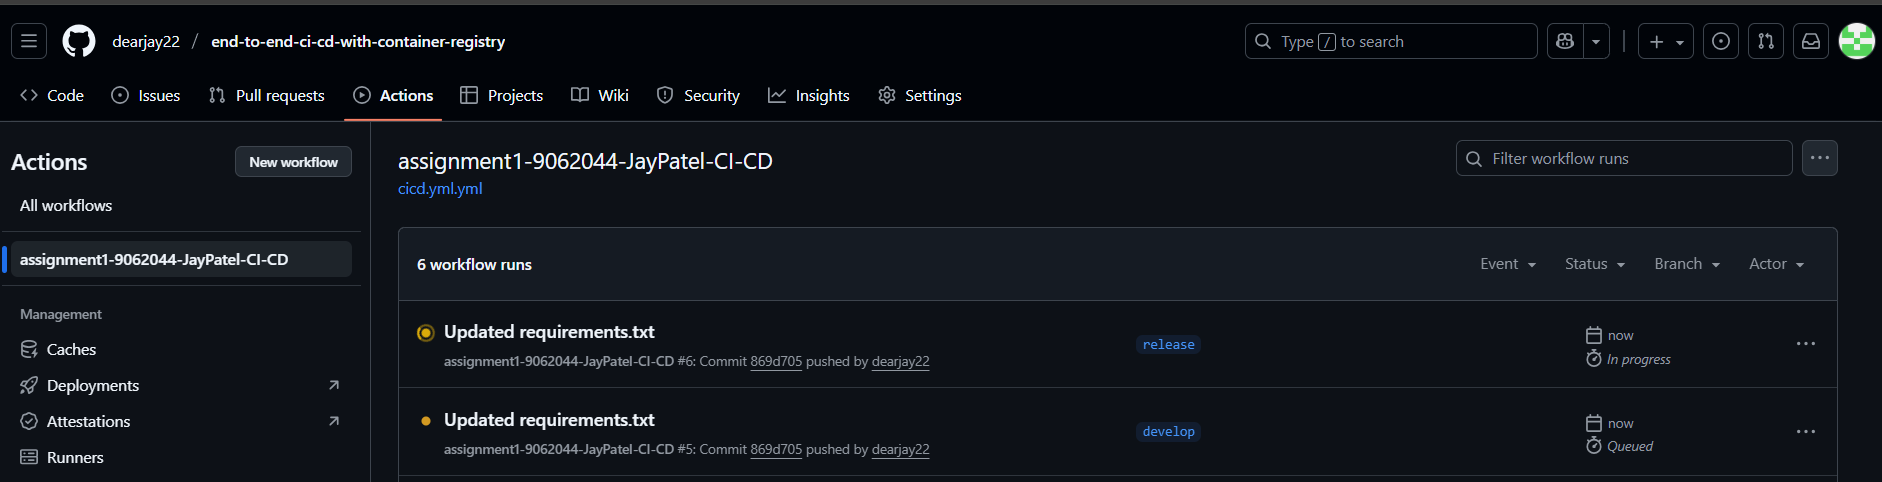 dearjay22 / end-to-end-ci-cd-with-container-registry
Type / to search
Code Issues Pull requests Actions Projects Wiki Security Insights Settings
Actions
New workflow
All workflows
assignment1-9062044-JayPatel-CI-CD
Management
Caches
Deployments
Attestations
Runners
assignment1-9062044-JayPatel-CI-CD
cicd.yml.yml
Filter workflow runs
6 workflow runs
Event Status Branch Actor
Updated requirements.txt
assignment1-9062044-JayPatel-CI-CD #6: Commit 869d705 pushed by dearjay22
release
now
In progress
Updated requirements.txt
assignment1-9062044-JayPatel-CI-CD #5: Commit 869d705 pushed by dearjay22
develop
now
Queued